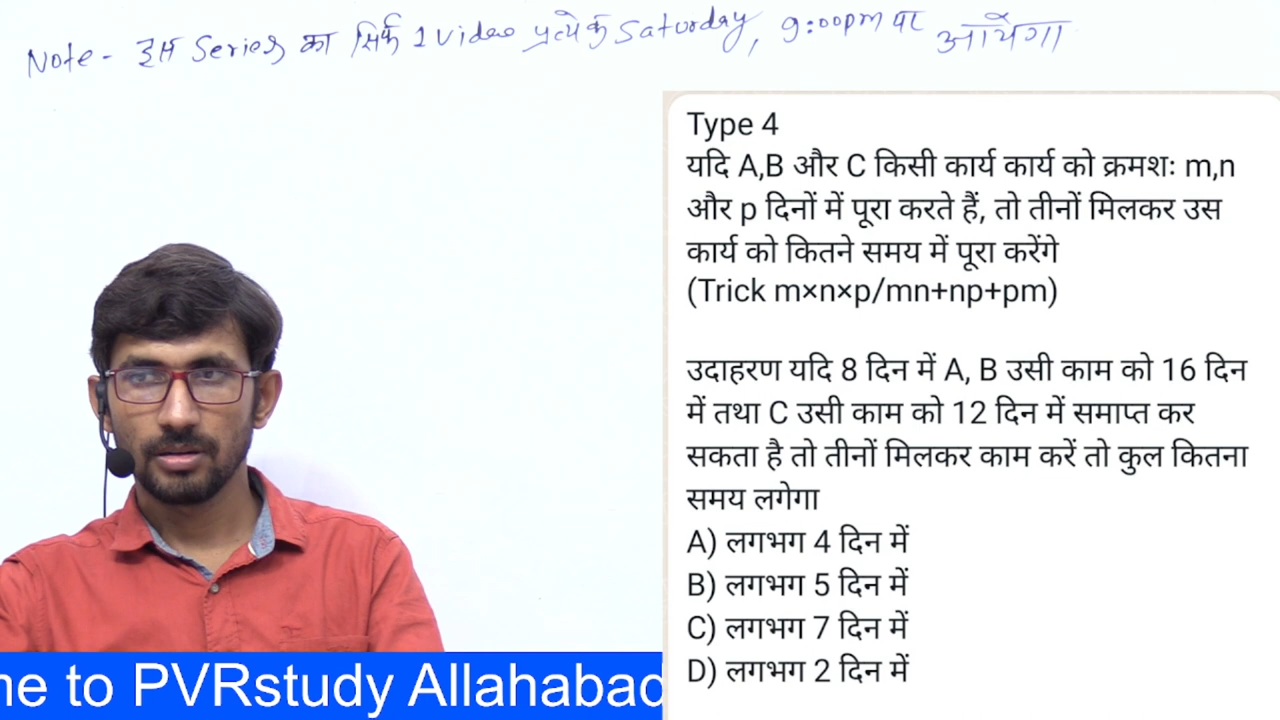 Note- इस Series का सिर्फ 1 Video प्रत्येक Saturday, 9:00pm पर आयेगा
Type 4
यदि A,B और C किसी कार्य कार्य को क्रमशः m,n
और p दिनों में पूरा करते हैं, तो तीनों मिलकर उस
कार्य को कितने समय में पूरा करेंगे
(Trick m×n×p/mn+np+pm)
उदाहरण यदि 8 दिन में A, B उसी काम को 16 दिन
में तथा C उसी काम को 12 दिन में समाप्त कर
सकता है तो तीनों मिलकर काम करें तो कुल कितना
समय लगेगा
A) लगभग 4 दिन में
B) लगभग 5 दिन में
C) लगभग 7 दिन में
D) लगभग 2 दिन में
me to PVRstudy Allahabad